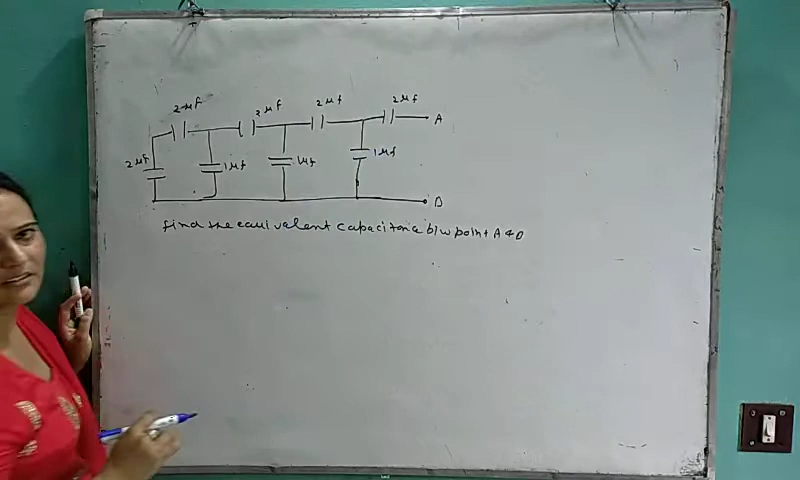 2μf 2μf 2μf 2μf
A
2μf 1μf 1μf 1μf
B
find the equivalent capacitance b/w point A & B